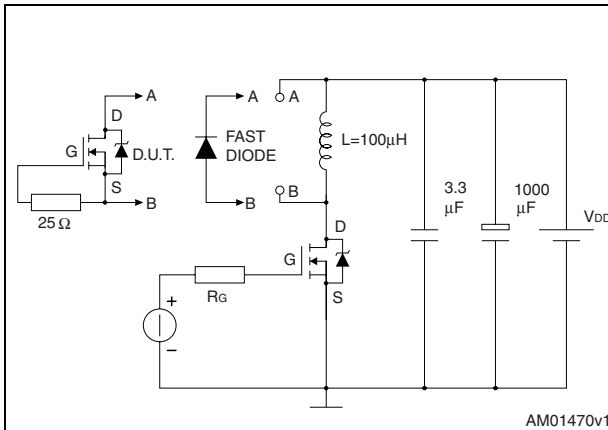 A
D
G
D.U.T.
S
B
25 Ω
A
FAST
DIODE
B
A
L=100μH
B
D
G
S
RG
+
–
3.3
μF
1000
μF
VDD
AM01470v1